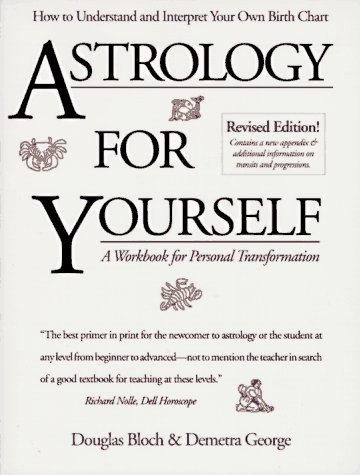 How to Understand and Interpret Your Own Birth Chart
ASTROLOGY
FOR
YOURSELF
Revised Edition!
Contains a new appendix &
additional information on
transits and progressions.
A Workbook for Personal Transformation
"The best primer in print for the newcomer to astrology or the student at
any level from beginner to advanced—not to mention the teacher in search
of a good textbook for teaching at these levels."
Richard Nolle, Dell Horoscope
Douglas Bloch & Demetra George